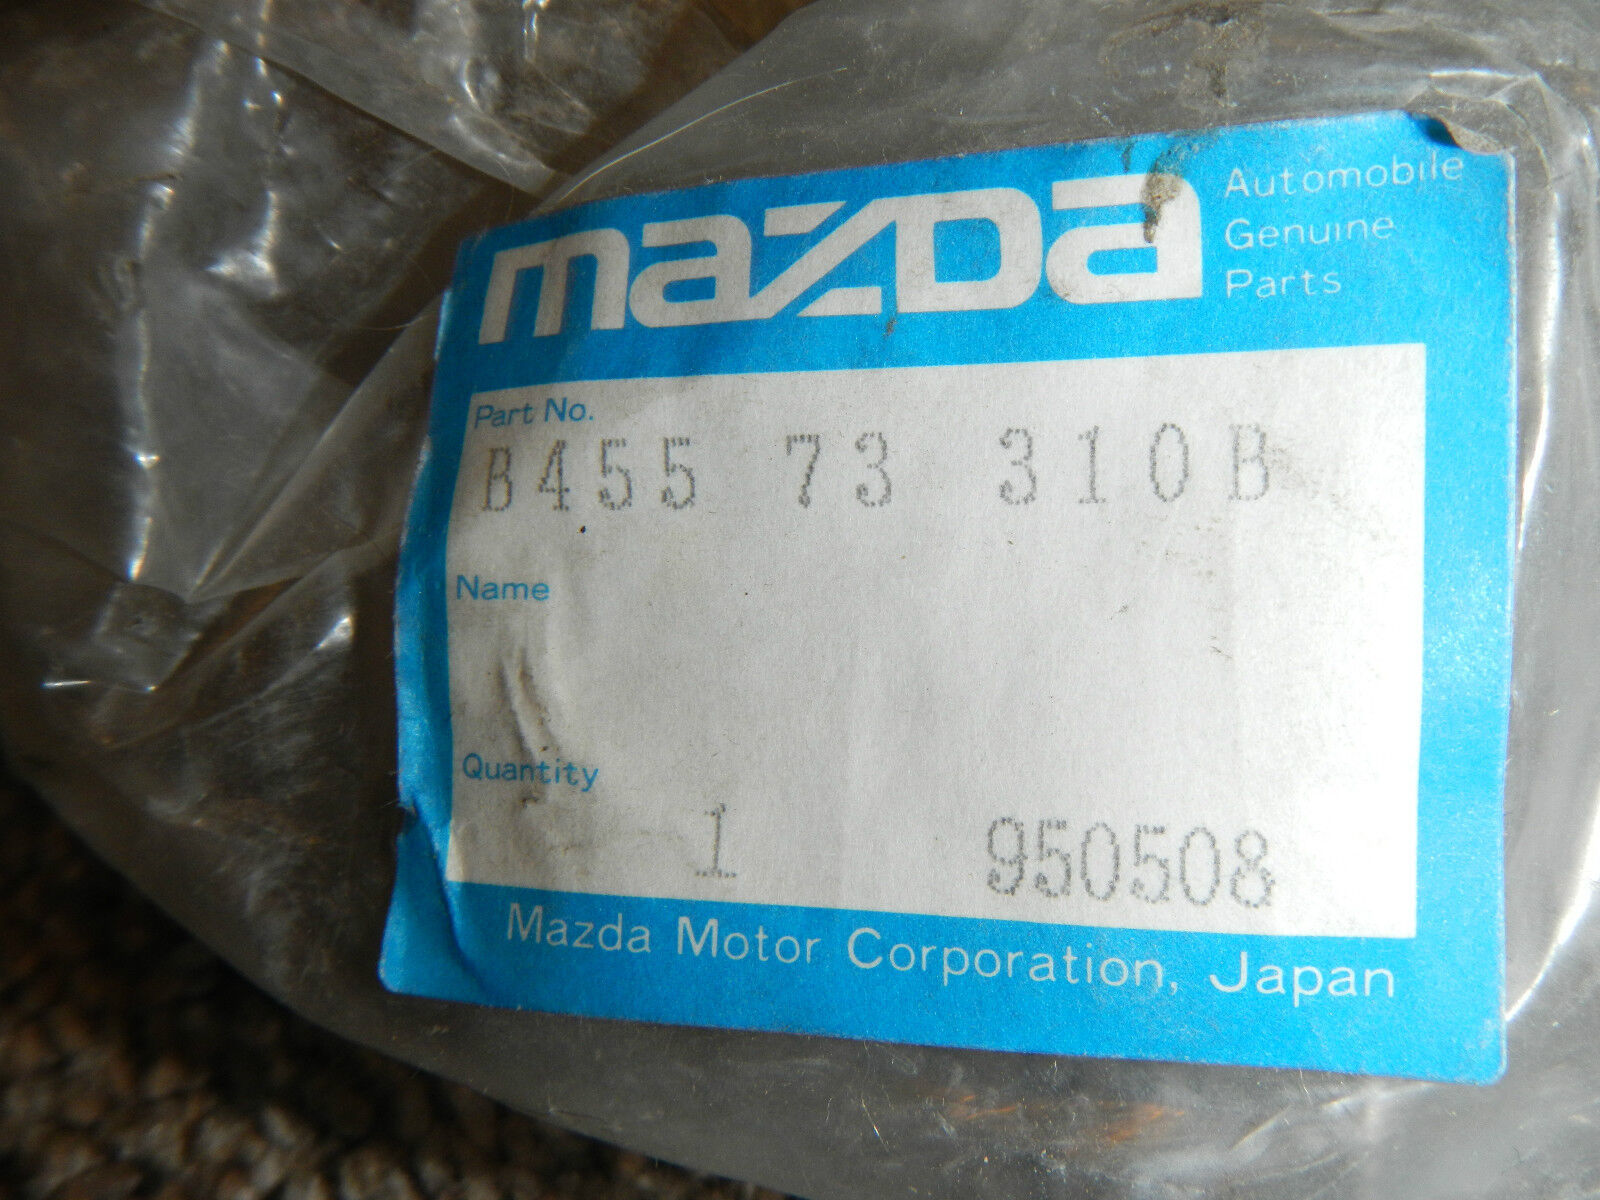 mazda
Automobile
Genuine
Parts
Part No.
B455 73 310B
Name
Quantity
1 950508
Mazda Motor Corporation, Japan